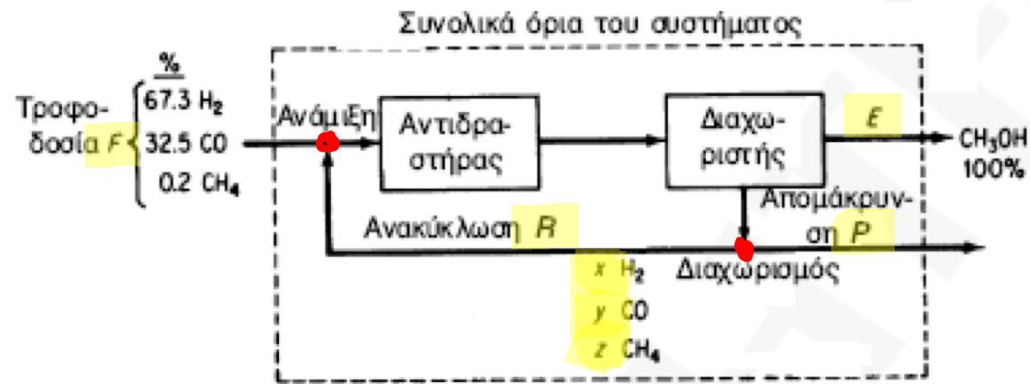 Συνολικά όρια του συστήματος
%
Τροφο-
δοσία F
67.3 H₂
32.5 CO
0.2 CH₄
Ανάμιξη
Αντιδρα-
στήρας
Διαχω-
ριστής
E
CH₃OH
100%
Απομάκρυν-
ση P
Ανακύκλωση R
Διαχωρισμός
x H₂
y CO
z CH₄